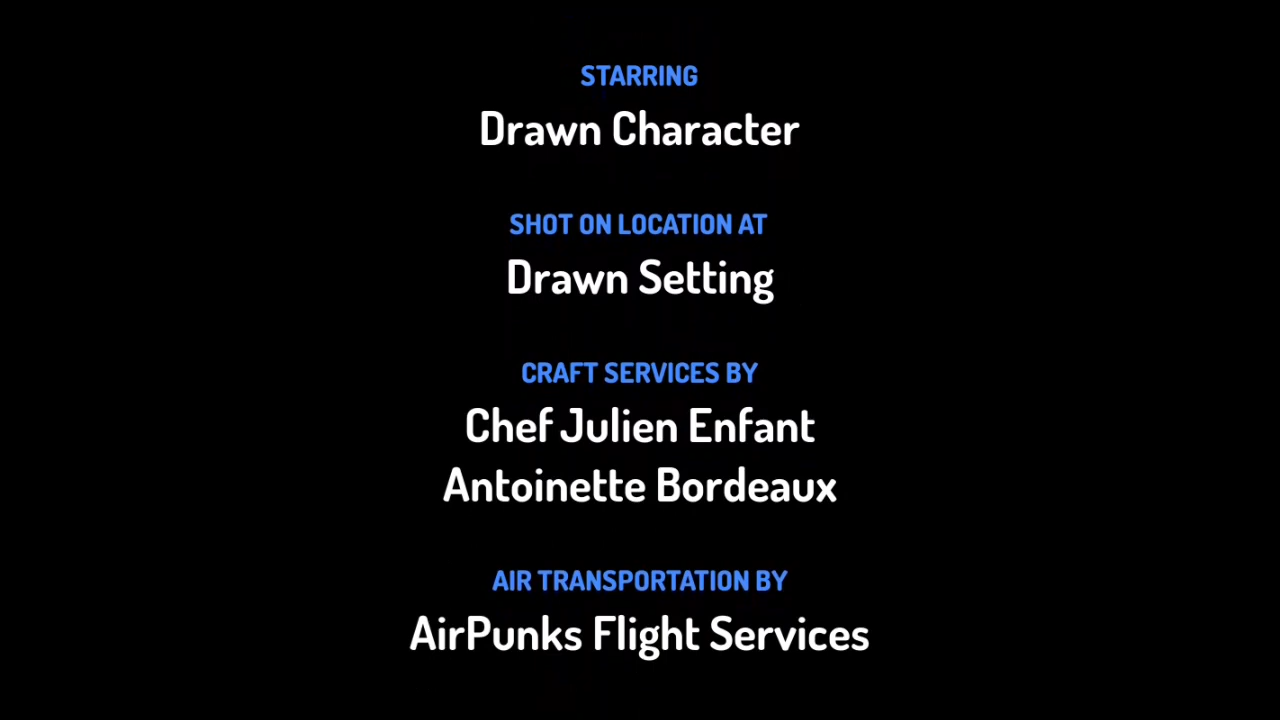 STARRING
Drawn Character
SHOT ON LOCATION AT
Drawn Setting
CRAFT SERVICES BY
Chef Julien Enfant
Antoinette Bordeaux
AIR TRANSPORTATION BY
AirPunks Flight Services